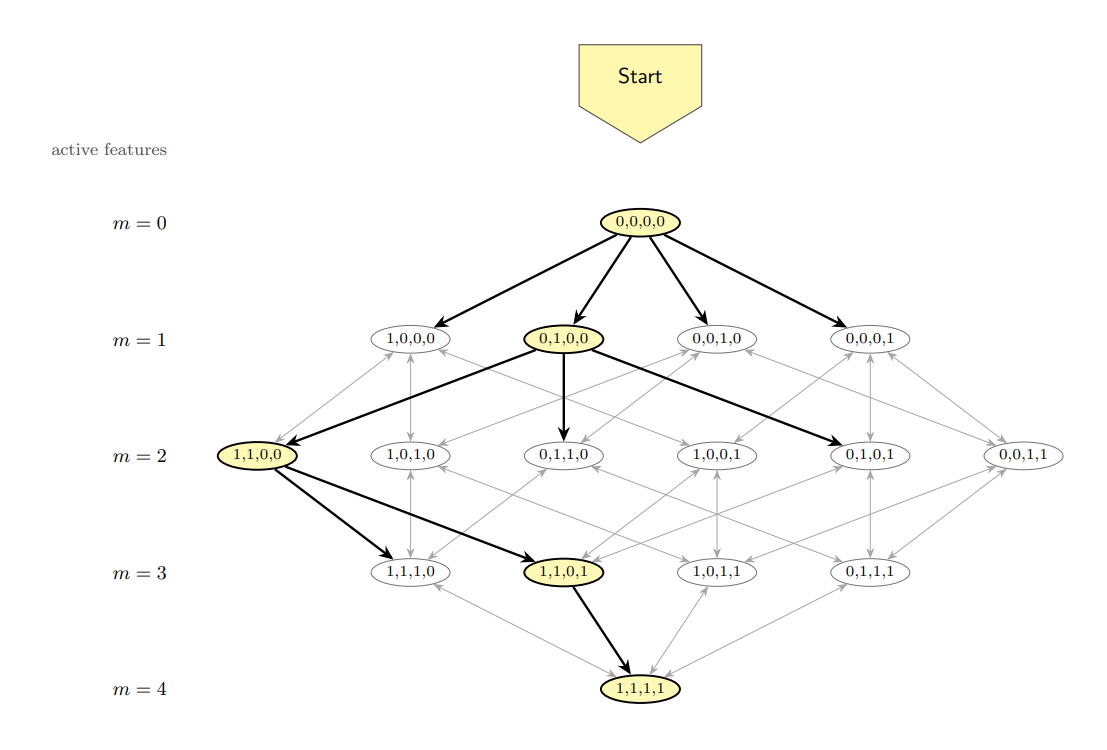 Start
active features
m = 0
0,0,0,0
m = 1
1,0,0,0 0,1,0,0 0,0,1,0 0,0,0,1
m = 2
1,1,0,0 1,0,1,0 0,1,1,0 1,0,0,1 0,1,0,1 0,0,1,1
m = 3
1,1,1,0 1,1,0,1 1,0,1,1 0,1,1,1
m = 4
1,1,1,1